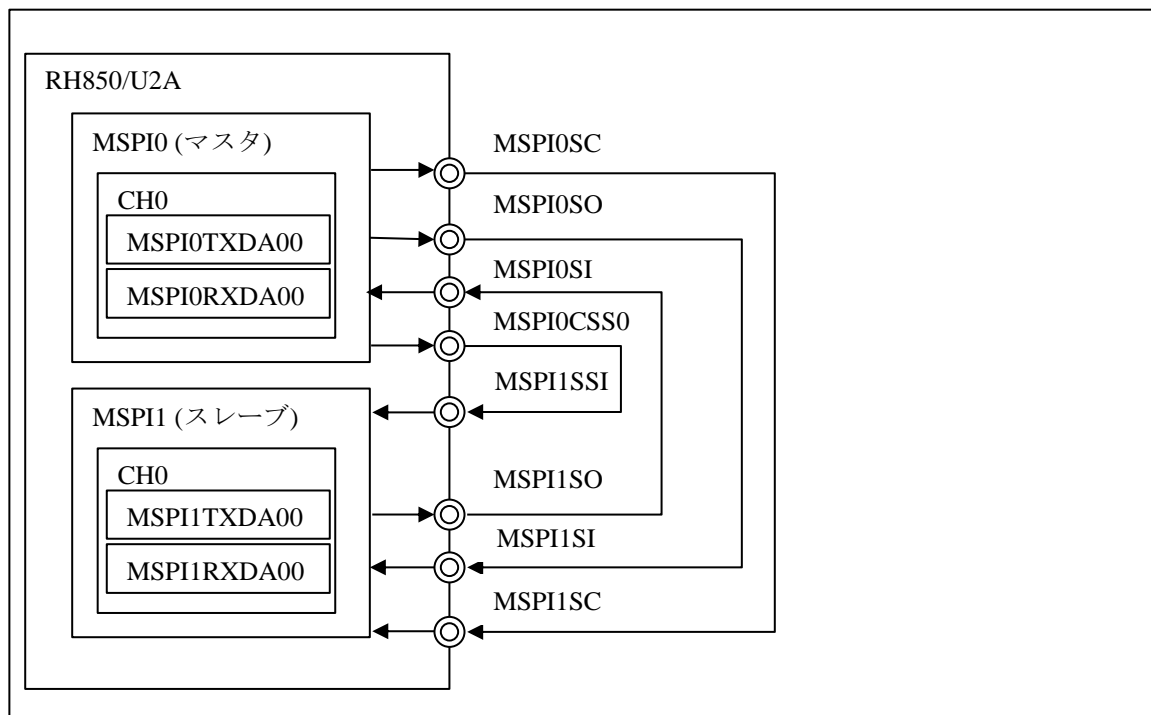 RH850/U2A
MSPI0 (マスタ)
CH0
MSPI0TXDA00
MSPI0RXDA00
MSPI0SC
MSPI0SO
MSPI0SI
MSPI0CSS0
MSPI1SSI
MSPI1 (スレーブ)
CH0
MSPI1TXDA00
MSPI1RXDA00
MSPI1SO
MSPI1SI
MSPI1SC